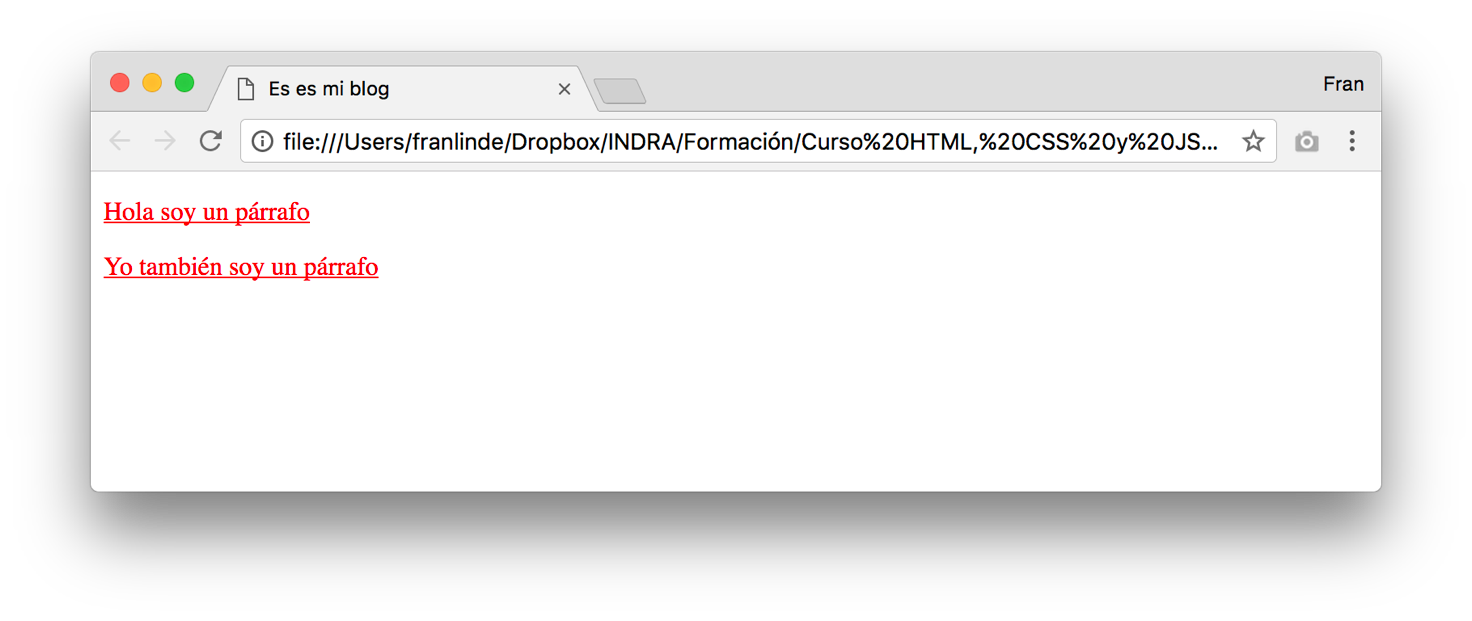 Es es mi blog
Fran
file:///Users/franlinde/Dropbox/INDRA/Formación/Curso%20HTML,%20CSS%20y%20JS...
Hola soy un párrafo
Yo también soy un párrafo